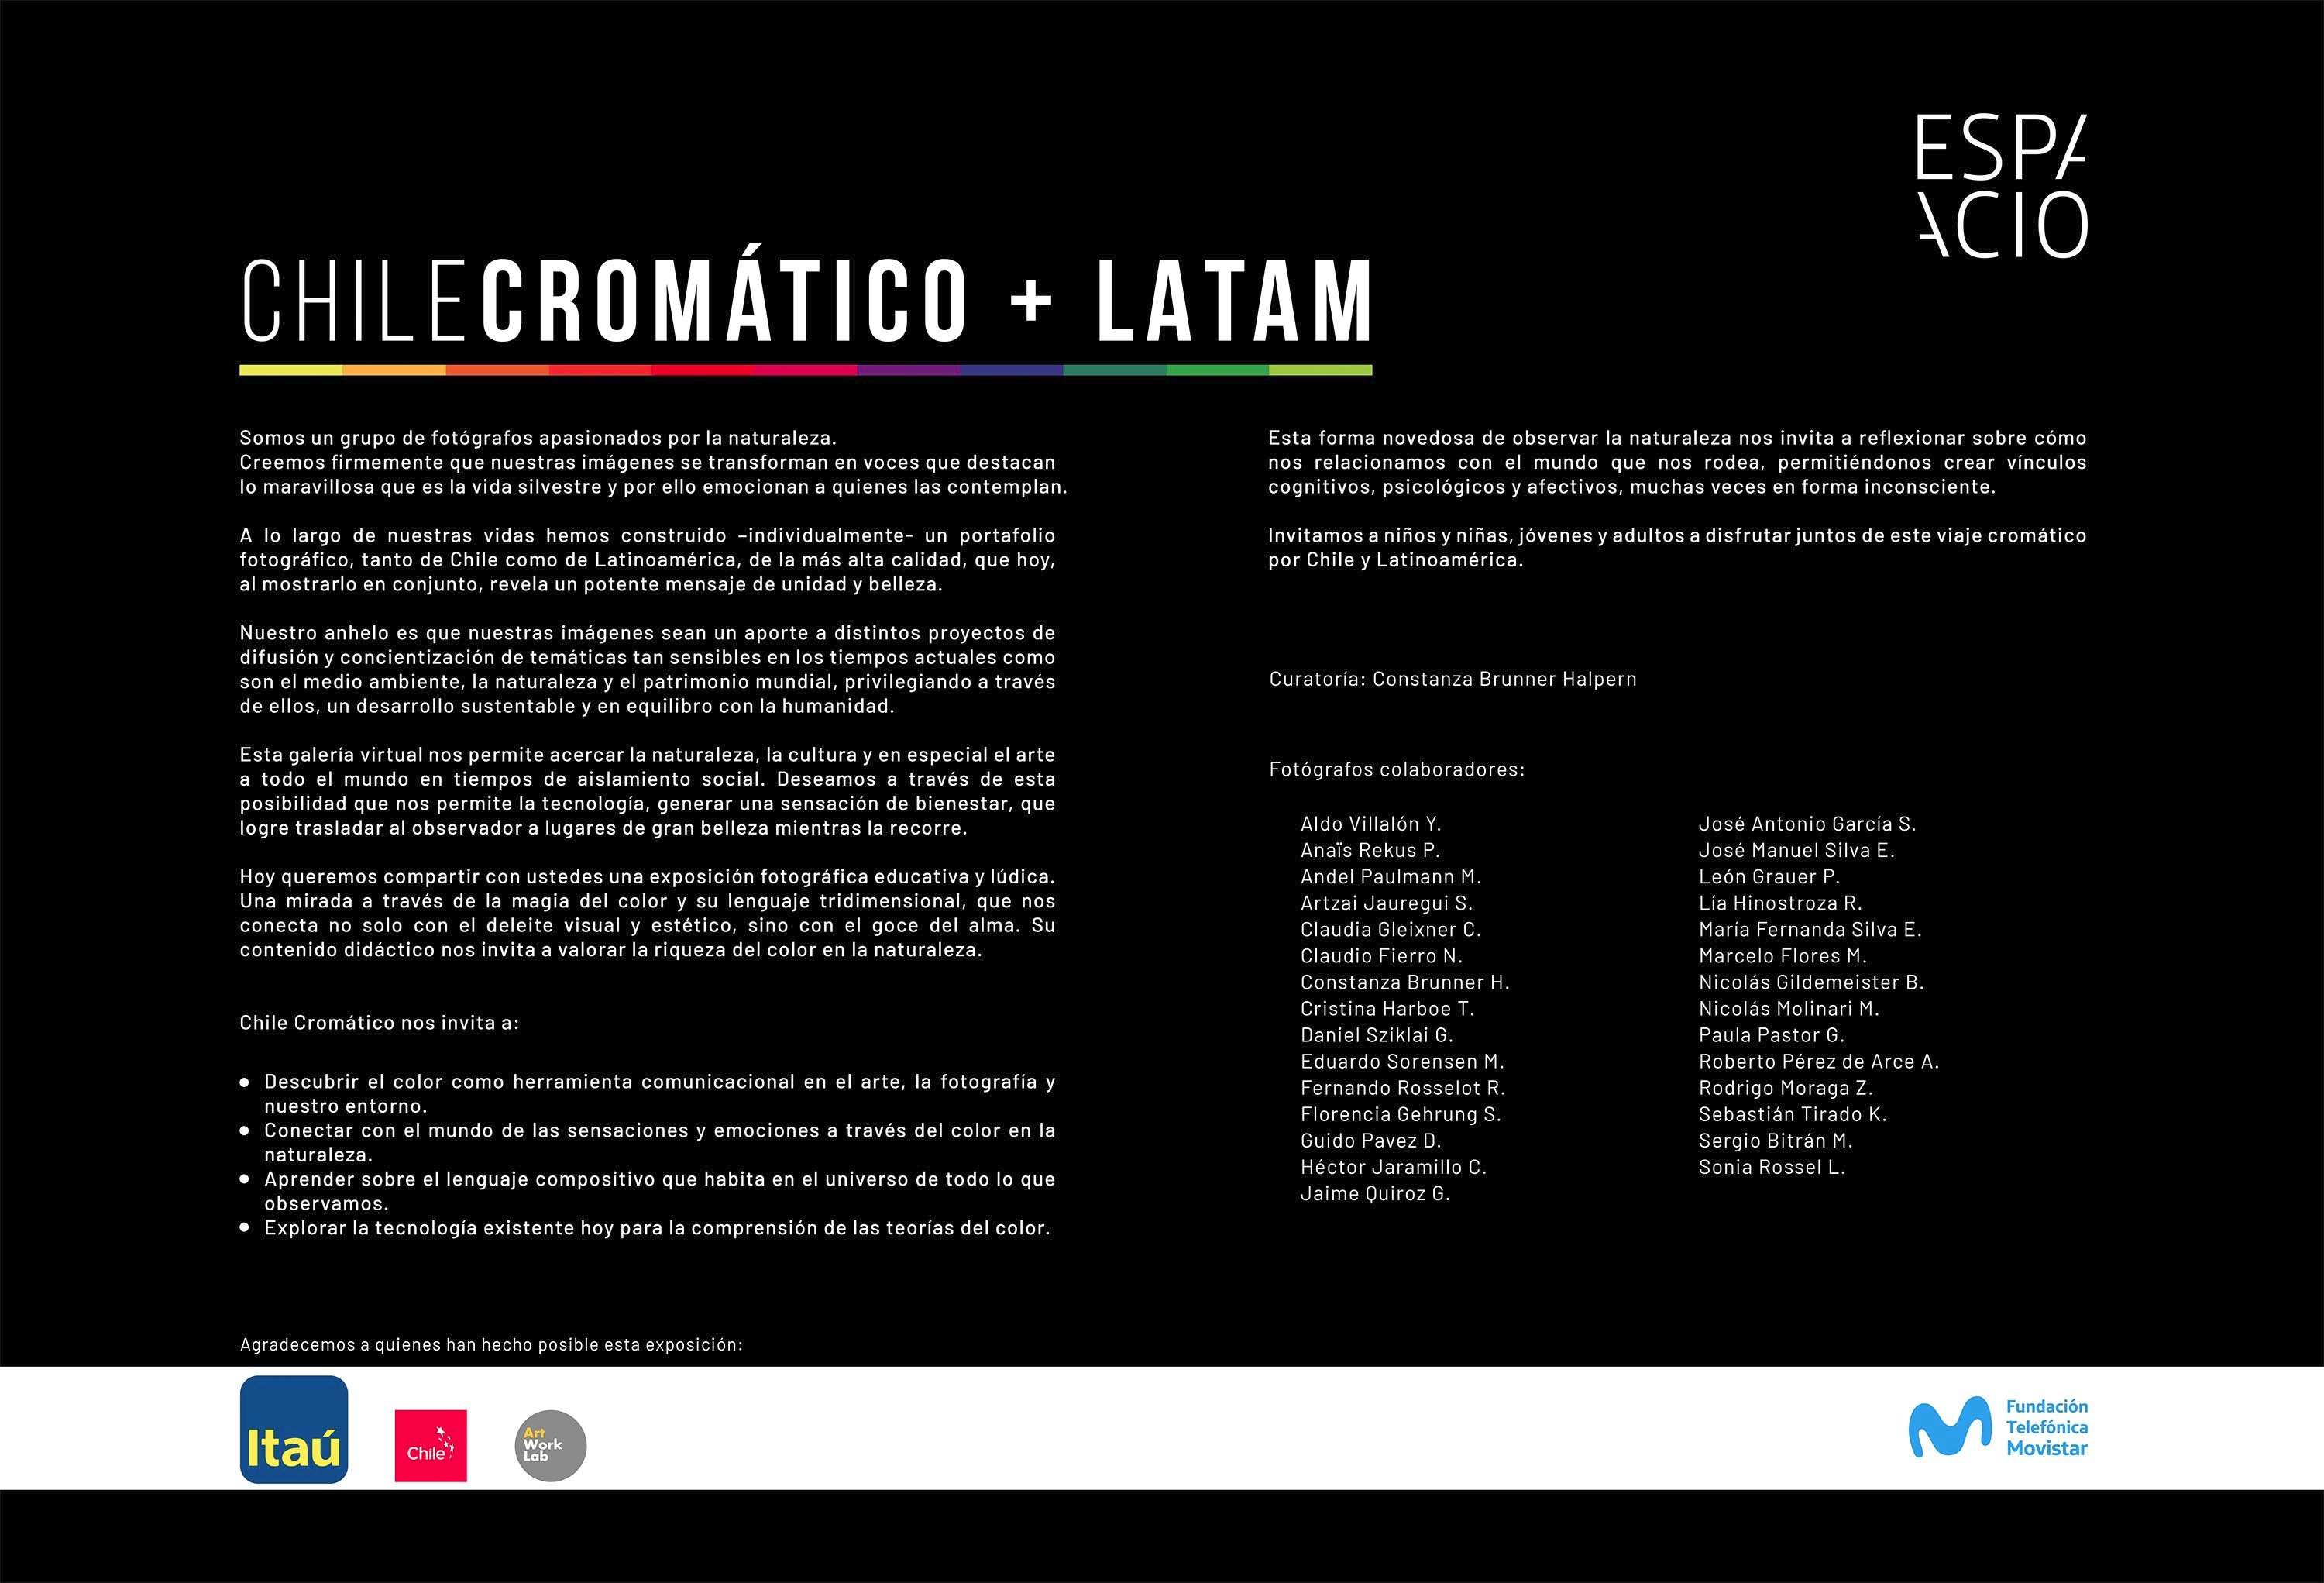 ESPA
ACIO
CHILECROMÁTICO + LATAM
Somos un grupo de fotógrafos apasionados por la naturaleza.
Creemos firmemente que nuestras imágenes se transforman en voces que destacan
lo maravillosa que es la vida silvestre y por ello emocionan a quienes las contemplan.
A lo largo de nuestras vidas hemos construido –individualmente- un portafolio
fotográfico, tanto de Chile como de Latinoamérica, de la más alta calidad, que hoy,
al mostrarlo en conjunto, revela un potente mensaje de unidad y belleza.
Nuestro anhelo es que nuestras imágenes sean un aporte a distintos proyectos de
difusión y concientización de temáticas tan sensibles en los tiempos actuales como
son el medio ambiente, la naturaleza y el patrimonio mundial, privilegiando a través
de ellos, un desarrollo sustentable y en equilibro con la humanidad.
Esta galería virtual nos permite acercar la naturaleza, la cultura y en especial el arte
a todo el mundo en tiempos de aislamiento social. Deseamos a través de esta
posibilidad que nos permite la tecnología, generar una sensación de bienestar, que
logre trasladar al observador a lugares de gran belleza mientras la recorre.
Hoy queremos compartir con ustedes una exposición fotográfica educativa y lúdica.
Una mirada a través de la magia del color y su lenguaje tridimensional, que nos
conecta no solo con el deleite visual y estético, sino con el goce del alma. Su
contenido didáctico nos invita a valorar la riqueza del color en la naturaleza.
Chile Cromático nos invita a:
● Descubrir el color como herramienta comunicacional en el arte, la fotografía y
nuestro entorno.
● Conectar con el mundo de las sensaciones y emociones a través del color en la
naturaleza.
● Aprender sobre el lenguaje compositivo que habita en el universo de todo lo que
observamos.
● Explorar la tecnología existente hoy para la comprensión de las teorías del color.
Esta forma novedosa de observar la naturaleza nos invita a reflexionar sobre cómo
nos relacionamos con el mundo que nos rodea, permitiéndonos crear vínculos
cognitivos, psicológicos y afectivos, muchas veces en forma inconsciente.
Invitamos a niños y niñas, jóvenes y adultos a disfrutar juntos de este viaje cromático
por Chile y Latinoamérica.
Curatoría: Constanza Brunner Halpern
Fotógrafos colaboradores:
Aldo Villalón Y.
Anaïs Rekus P.
Andel Paulmann M.
Artzai Jauregui S.
Claudia Gleixner C.
Claudio Fierro N.
Constanza Brunner H.
Cristina Harboe T.
Daniel Sziklai G.
Eduardo Sorensen M.
Fernando Rosselot R.
Florencia Gehrung S.
Guido Pavez D.
Héctor Jaramillo C.
Jaime Quiroz G.
José Antonio García S.
José Manuel Silva E.
León Grauer P.
Lía Hinostroza R.
María Fernanda Silva E.
Marcelo Flores M.
Nicolás Gildemeister B.
Nicolás Molinari M.
Paula Pastor G.
Roberto Pérez de Arce A.
Rodrigo Moraga Z.
Sebastián Tirado K.
Sergio Bitrán M.
Sonia Rossel L.
Agradecemos a quienes han hecho posible esta exposición:
Itaú
Chile
Art
Work
Lab
Fundación
Telefónica
Movistar